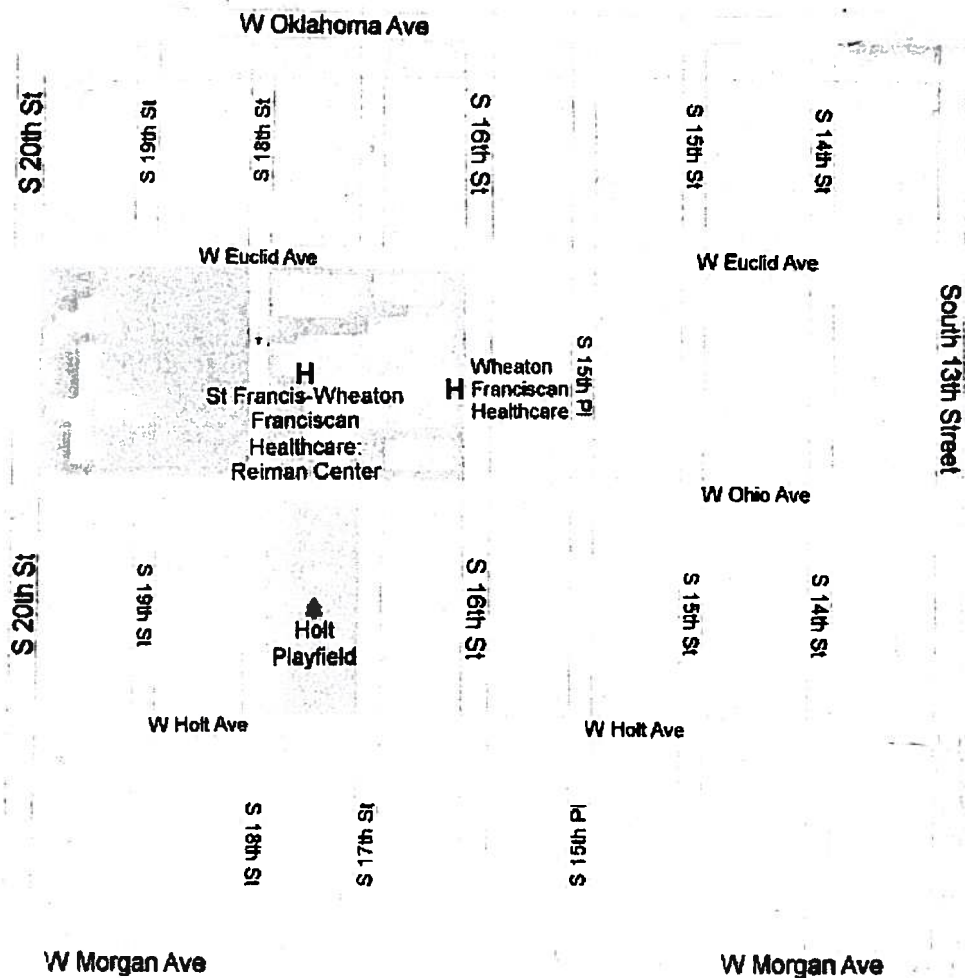 W Oklahoma Ave
S 20th St
S 19th St
S 18th St
S 16th St
S 15th St
S 14th St
W Euclid Ave
W Euclid Ave
South 13th Street
H
St Francis-Wheaton
Franciscan
Healthcare:
Reiman Center
H
Wheaton
Franciscan
Healthcare
S 15th Pl
W Ohio Ave
S 20th St
S 19th St
S 16th St
S 15th St
S 14th St
Holt
Playfield
W Holt Ave
W Holt Ave
S 18th St
S 17th St
S 15th Pl
W Morgan Ave
W Morgan Ave